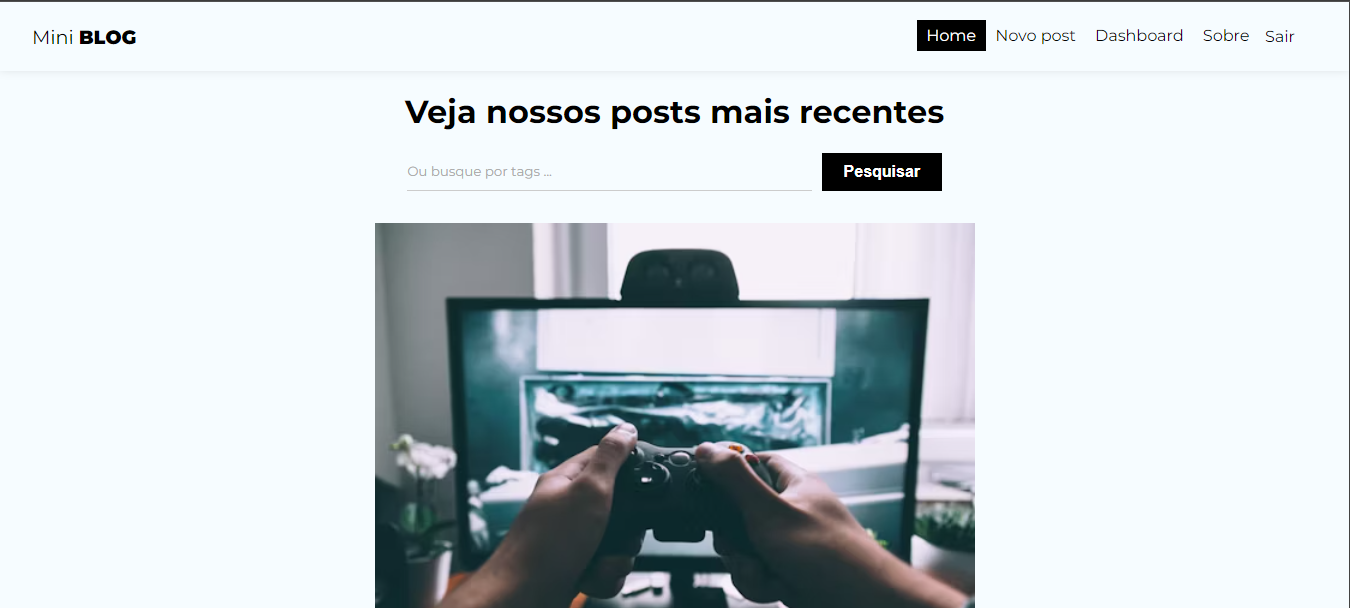 Mini BLOG
Home Novo post Dashboard Sobre Sair
Veja nossos posts mais recentes
Ou busque por tags ...
Pesquisar